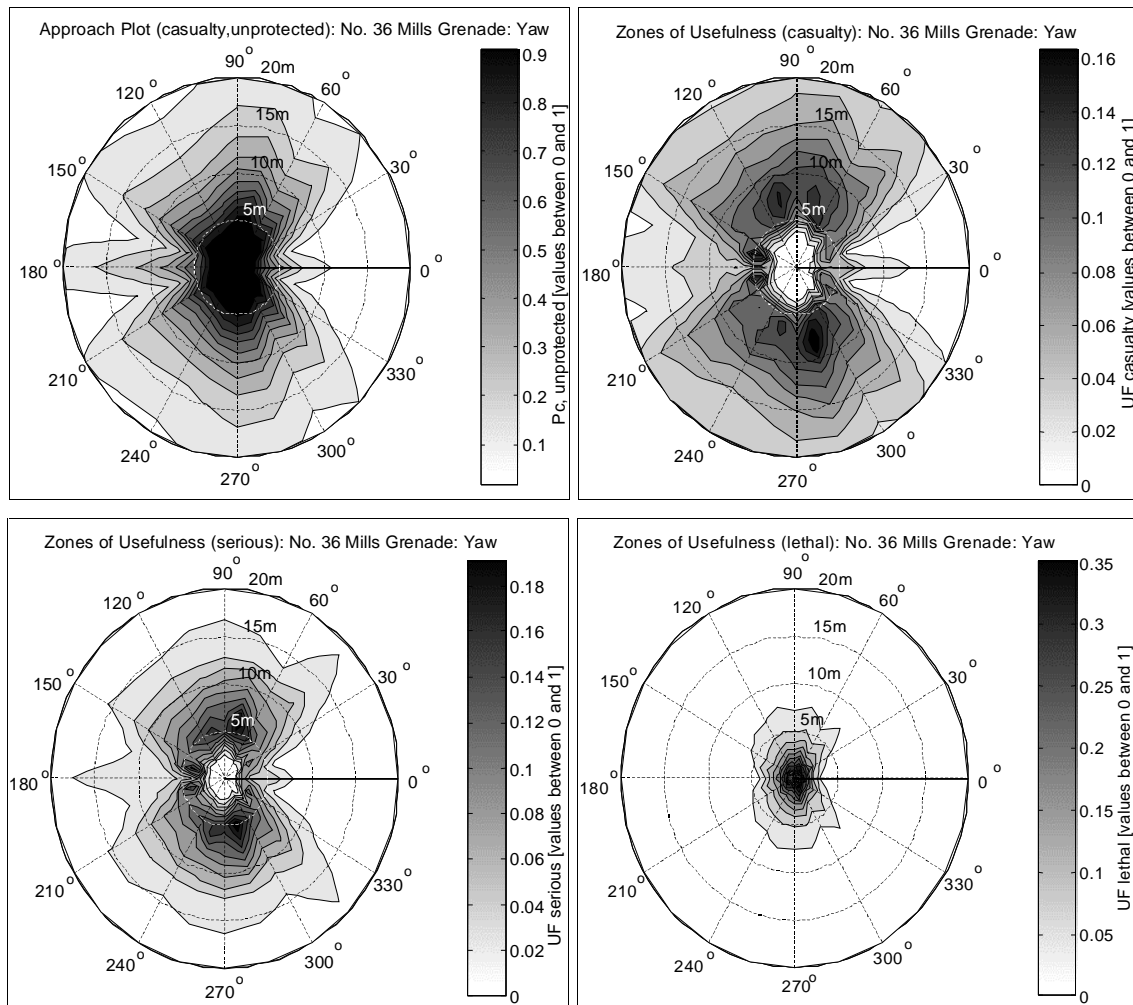 Approach Plot (casualty,unprotected): No. 36 Mills Grenade: Yaw
90 o
20m
120 o
60 o
15m
150 o
30 o
10m
5m
180 o
0 o
210 o
330 o
240 o
300 o
270 o
0.9
0.8
0.7
0.6
0.5
0.4
0.3
0.2
0.1
Pc, unprotected [values between 0 and 1]
Zones of Usefulness (casualty): No. 36 Mills Grenade: Yaw
90 o
20m
120 o
60 o
15m
150 o
30 o
10m
5m
180 o
0 o
210 o
330 o
240 o
300 o
270 o
0.16
0.14
0.12
0.1
0.08
0.06
0.04
0.02
0
UF casualty [values between 0 and 1]
Zones of Usefulness (serious): No. 36 Mills Grenade: Yaw
90 o
20m
120 o
60 o
15m
150 o
30 o
10m
5m
180 o
0 o
210 o
330 o
240 o
300 o
270 o
0.18
0.16
0.14
0.12
0.1
0.08
0.06
0.04
0.02
0
UF serious [values between 0 and 1]
Zones of Usefulness (lethal): No. 36 Mills Grenade: Yaw
90 o
20m
120 o
60 o
15m
150 o
30 o
10m
5m
180 o
0 o
210 o
330 o
240 o
300 o
270 o
0.35
0.3
0.25
0.2
0.15
0.1
0.05
0
UF lethal [values between 0 and 1]